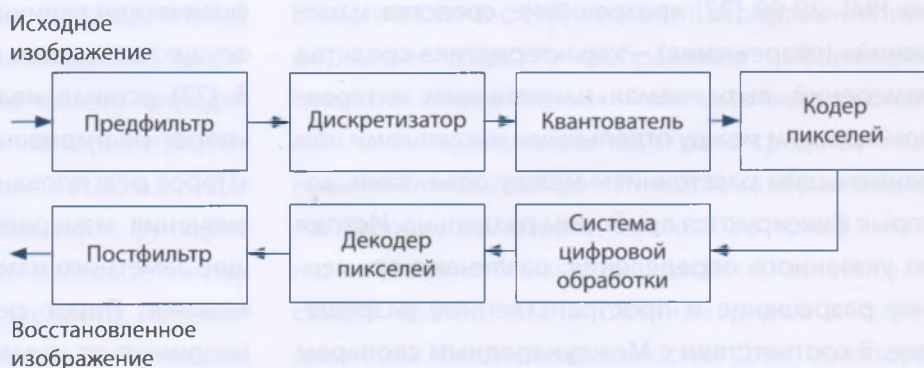 Исходное
изображение
Предфильтр
Дискретизатор
Квантователь
Кодер
пикселей
Система
цифровой
обработки
Декодер
пикселей
Постфильтр
Восстановленное
изображение